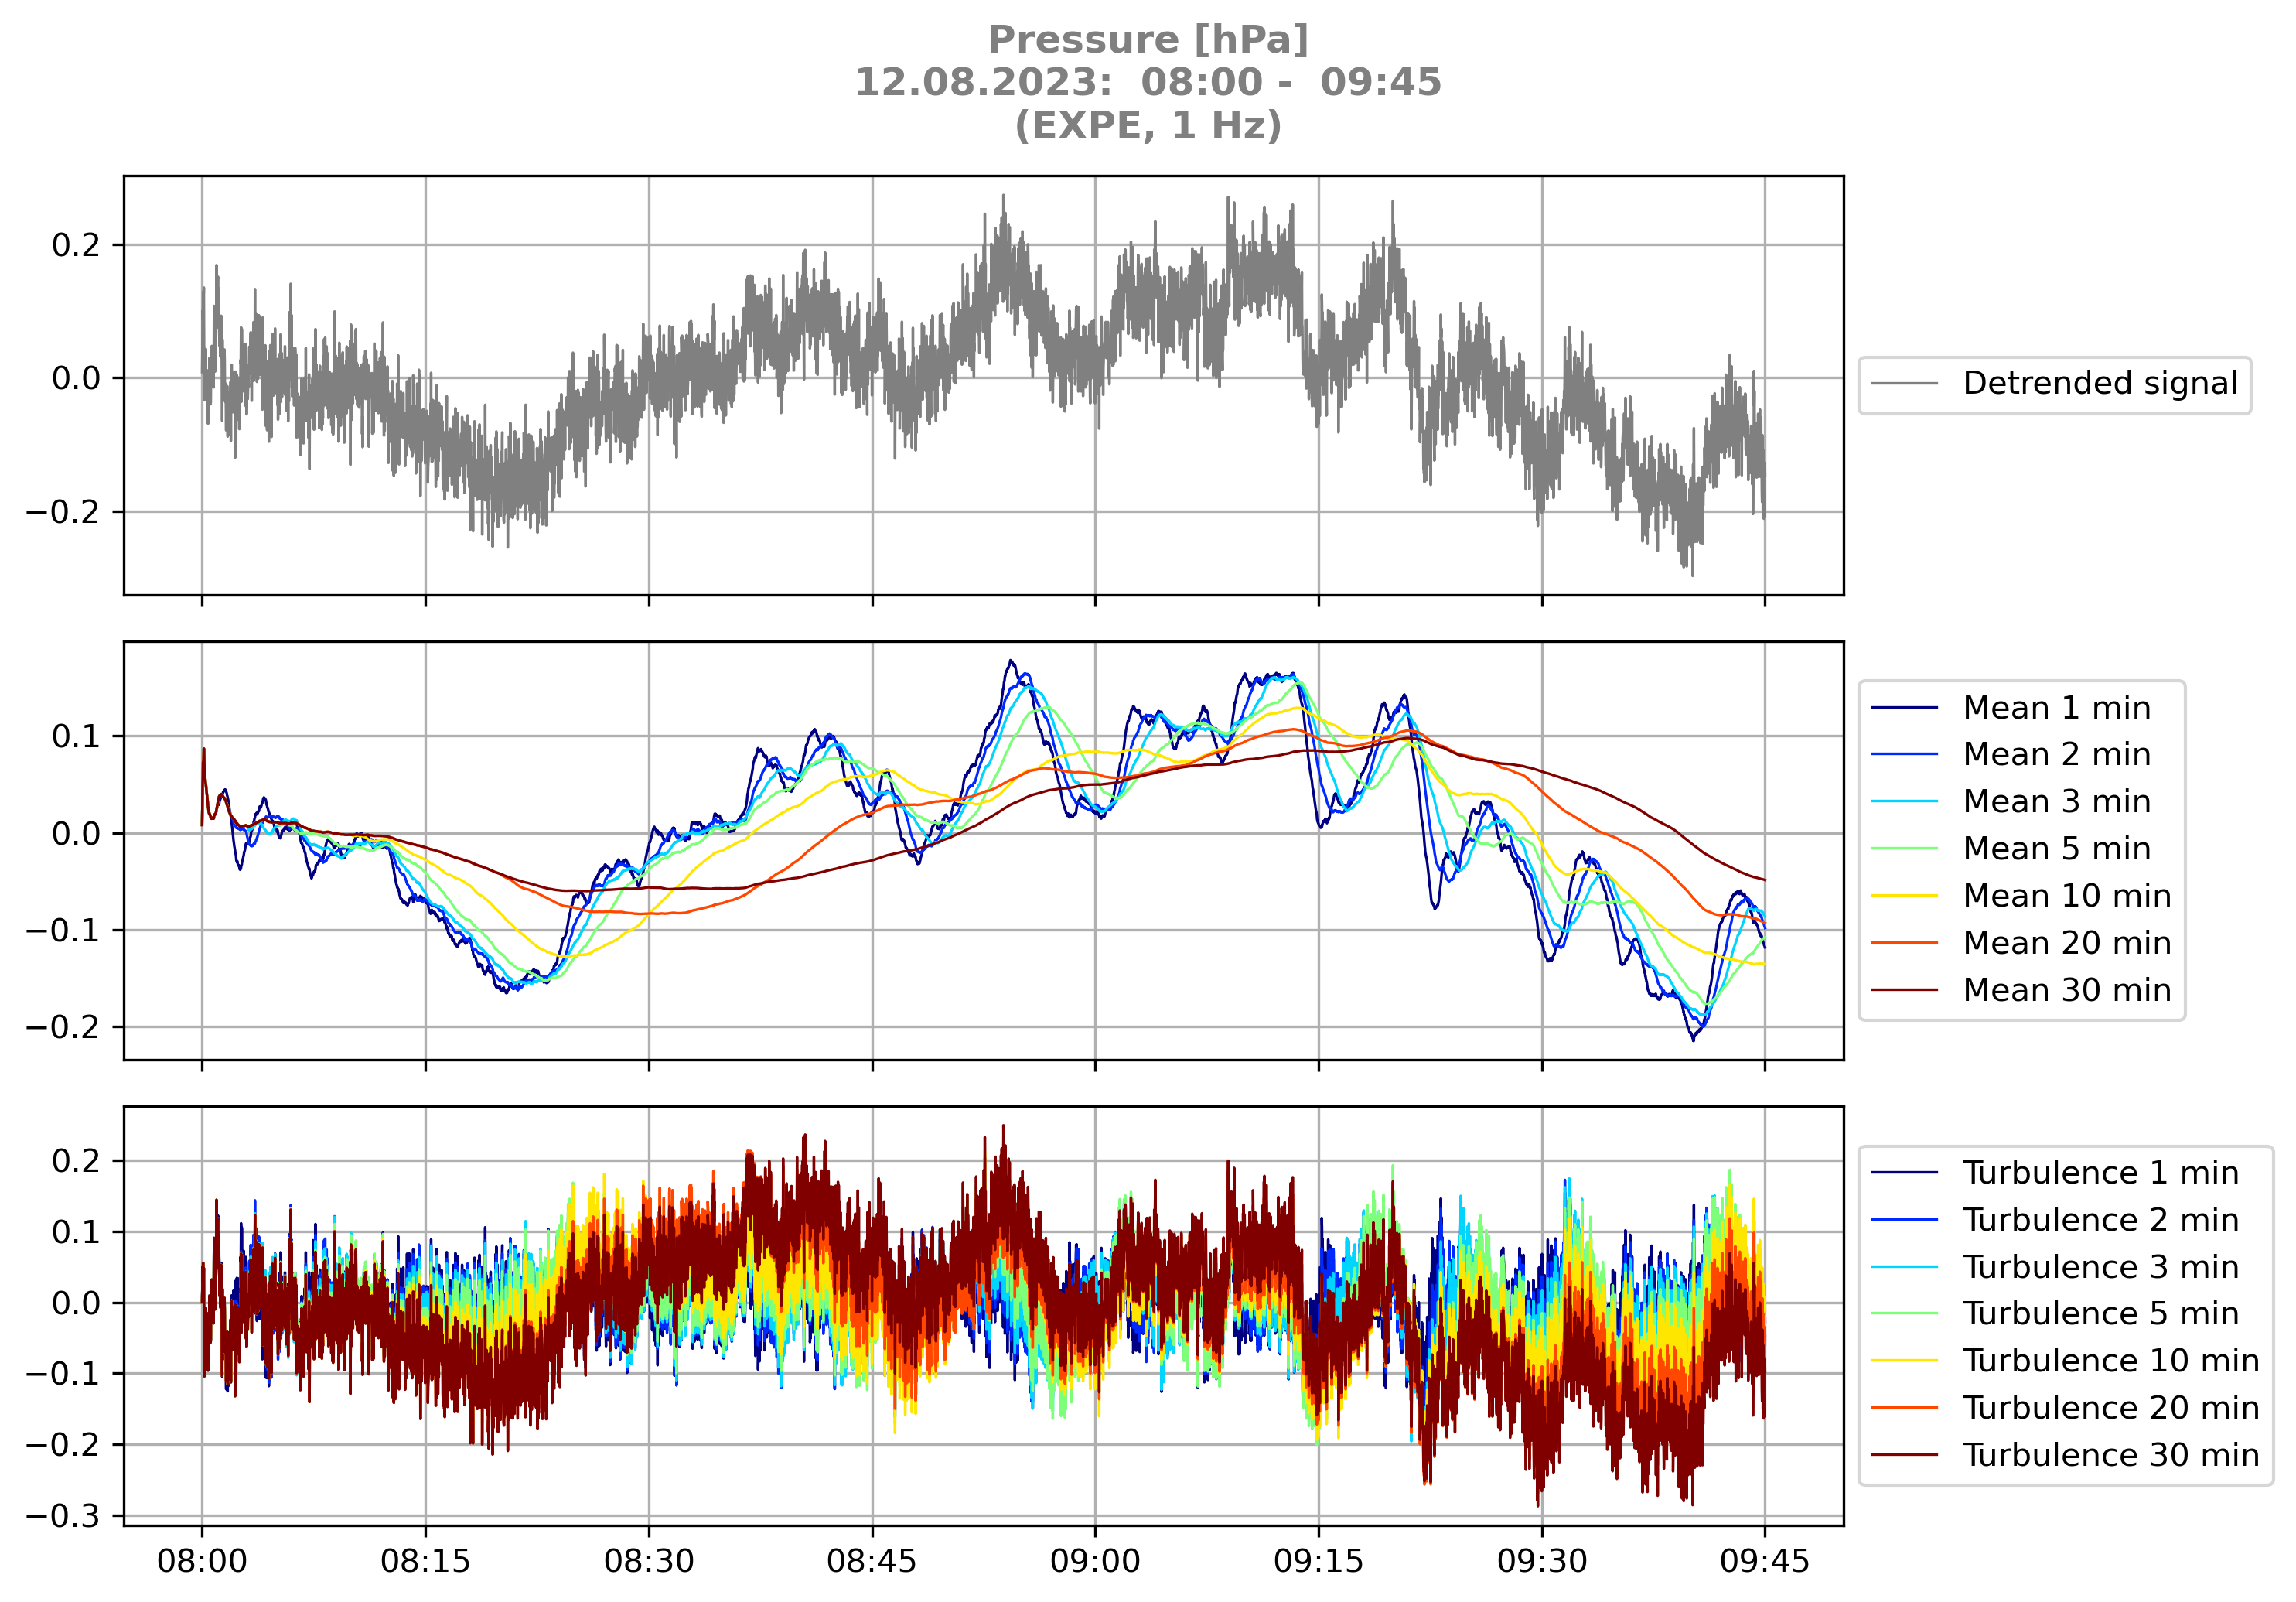 Pressure [hPa]
12.08.2023:  08:00 -  09:45
(EXPE, 1 Hz)
0.2
0.0
−0.2
Detrended signal
0.1
0.0
−0.1
−0.2
Mean 1 min
Mean 2 min
Mean 3 min
Mean 5 min
Mean 10 min
Mean 20 min
Mean 30 min
0.2
0.1
0.0
−0.1
−0.2
−0.3
Turbulence 1 min
Turbulence 2 min
Turbulence 3 min
Turbulence 5 min
Turbulence 10 min
Turbulence 20 min
Turbulence 30 min
08:00 08:15 08:30 08:45 09:00 09:15 09:30 09:45